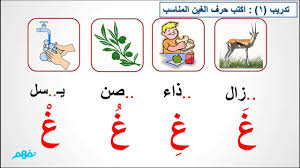 تدريب (١) : اكتب حرف الغين المناسب
..زال ..ذاء ..صن يـ..سل
غَ غِ غُ غْ
نفهم